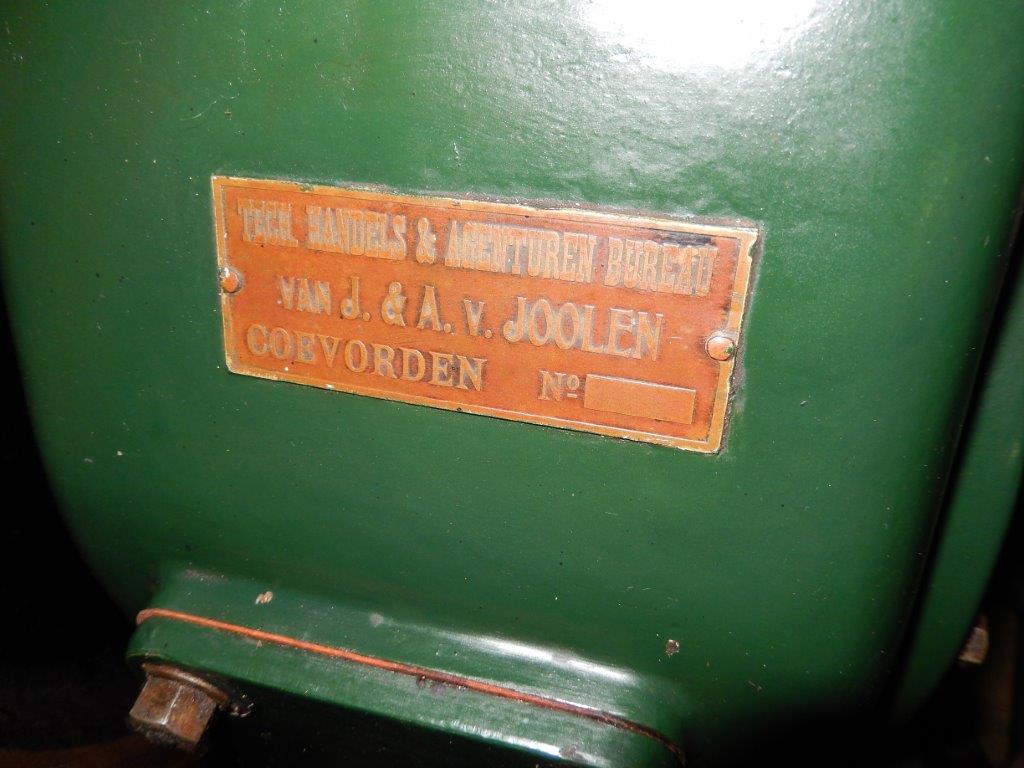 TECH. HANDELS & AGENTUREN BUREAU
VAN J. & A. V. JOOLEN
COEVORDEN Nº